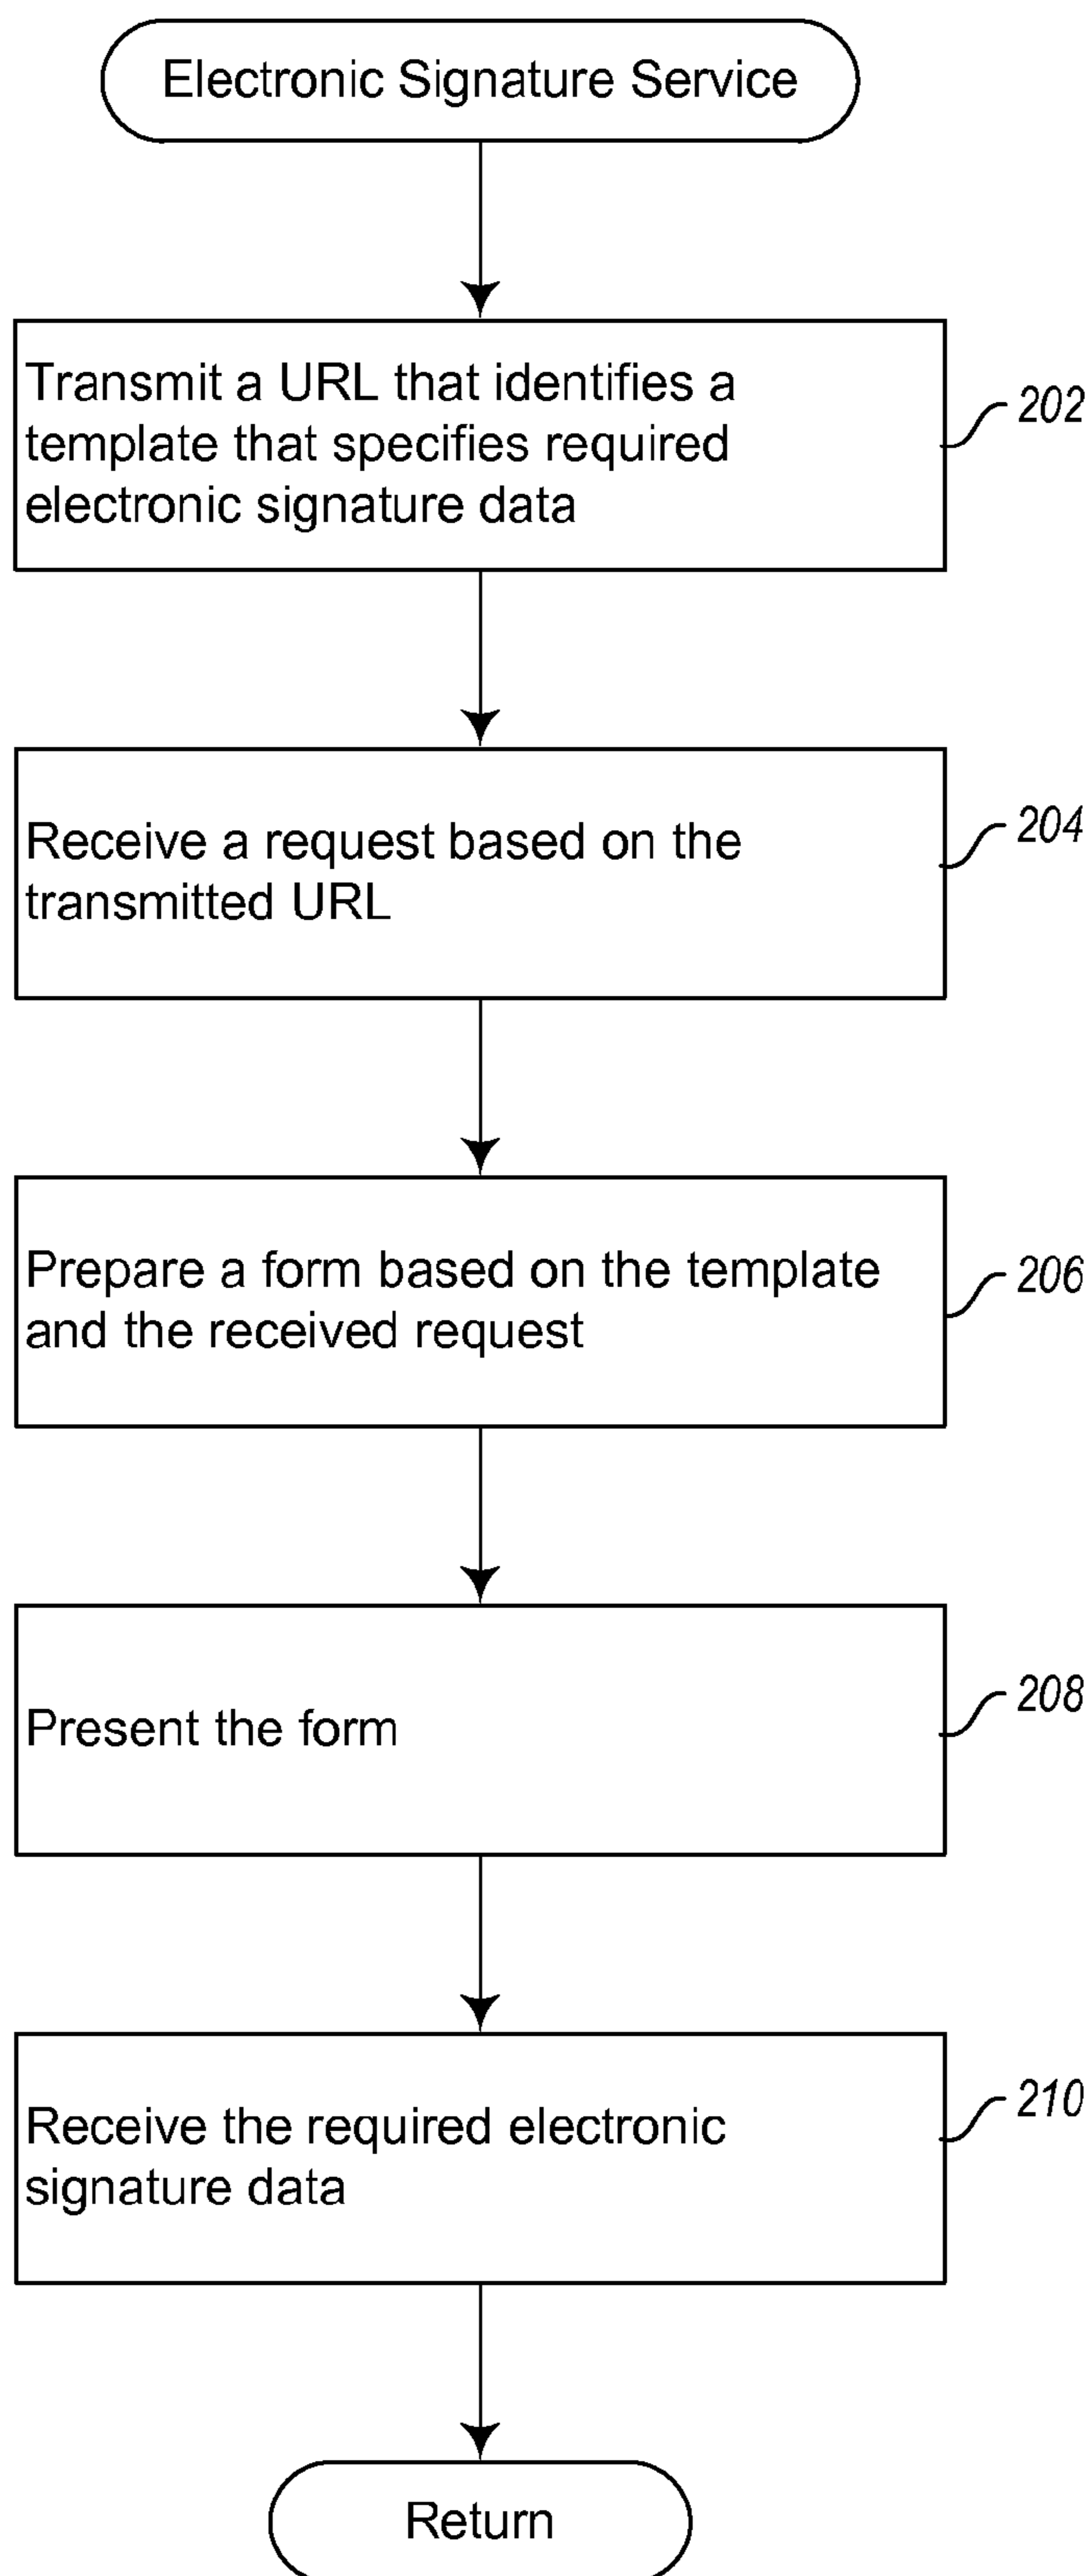 Electronic Signature Service
Transmit a URL that identifies a
template that specifies required
electronic signature data
202
Receive a request based on the
transmitted URL
204
Prepare a form based on the template
and the received request
206
Present the form
208
Receive the required electronic
signature data
210
Return